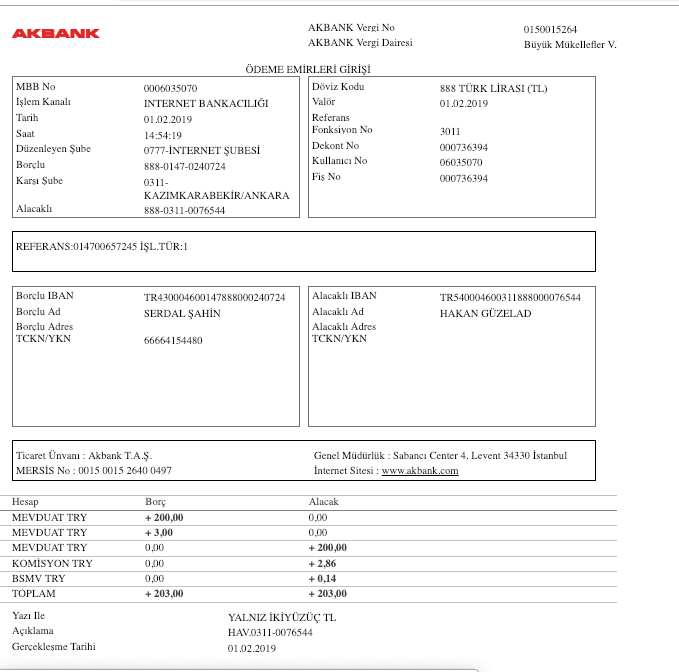 AKBANK
AKBANK Vergi No 0150015264
AKBANK Vergi Dairesi Büyük Mükellefler V.
ÖDEME EMİRLERİ GİRİŞİ
MBB No 0006035070
İşlem Kanalı INTERNET BANKACILIĞI
Tarih 01.02.2019
Saat 14:54:19
Düzenleyen Şube 0777-İNTERNET ŞUBESİ
Borçlu 888-0147-0240724
Karşı Şube 0311-
KAZIMKARABEKİR/ANKARA
Alacaklı 888-0311-0076544
Döviz Kodu 888 TÜRK LİRASI (TL)
Valör 01.02.2019
Referans
Fonksiyon No 3011
Dekont No 000736394
Kullanıcı No 06035070
Fiş No 000736394
REFERANS:014700657245 İŞL.TÜR:1
Borçlu IBAN TR430004600147888000240724
Borçlu Ad SERDAL ŞAHİN
Borçlu Adres
TCKN/YKN 66664154480
Alacaklı IBAN TR540004600311888000076544
Alacaklı Ad HAKAN GÜZELAD
Alacaklı Adres
TCKN/YKN
Ticaret Ünvanı : Akbank T.A.Ş.
MERSİS No : 0015 0015 2640 0497
Genel Müdürlük : Sabancı Center 4. Levent 34330 İstanbul
İnternet Sitesi : www.akbank.com
Hesap Borç Alacak
MEVDUAT TRY + 200,00 0,00
MEVDUAT TRY + 3,00 0,00
MEVDUAT TRY 0,00 + 200,00
KOMİSYON TRY 0,00 + 2,86
BSMV TRY 0,00 + 0,14
TOPLAM + 203,00 + 203,00
Yazı Ile YALNIZ İKİYÜZÜÇ TL
Açıklama HAV.0311-0076544
Gerçekleşme Tarihi 01.02.2019